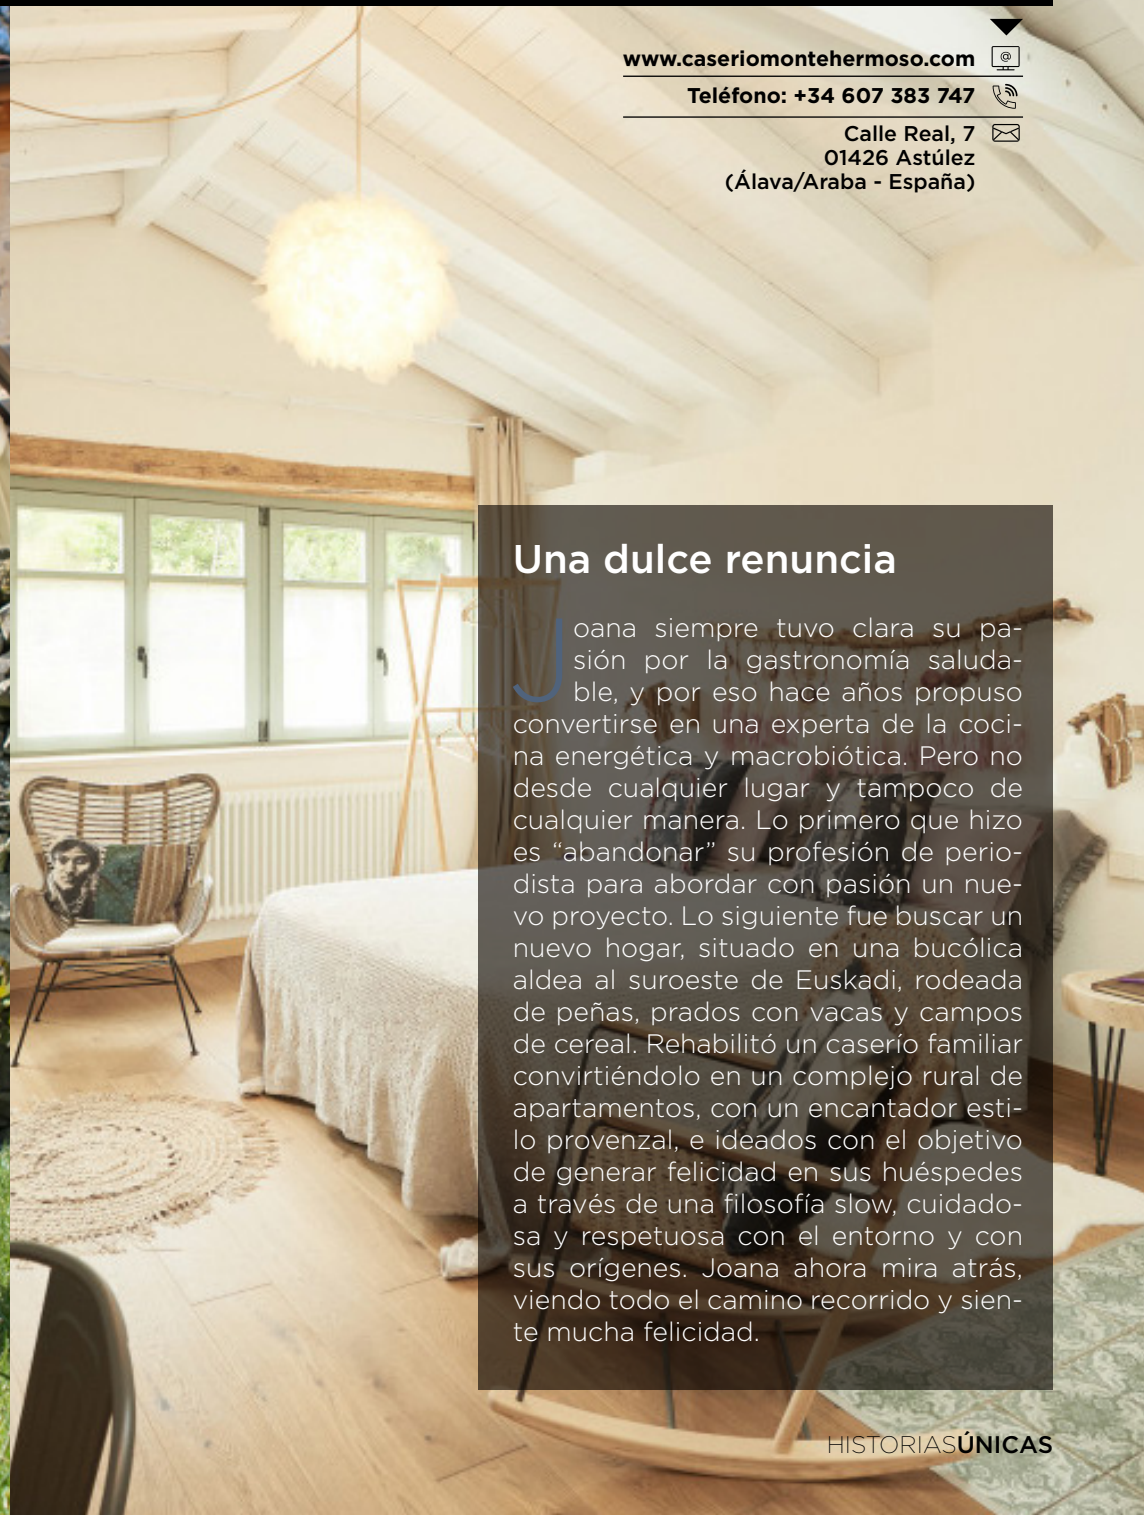 www.caseriomontehermoso.com
Teléfono: +34 607 383 747
Calle Real, 7
01426 Astúlez
(Álava/Araba - España)
Una dulce renuncia
Joana siempre tuvo clara su pa-
sión por la gastronomía saluda-
ble, y por eso hace años propuso
convertirse en una experta de la coci-
na energética y macrobiótica. Pero no
desde cualquier lugar y tampoco de
cualquier manera. Lo primero que hizo
es “abandonar” su profesión de perio-
dista para abordar con pasión un nue-
vo proyecto. Lo siguiente fue buscar un
nuevo hogar, situado en una bucólica
aldea al suroeste de Euskadi, rodeada
de peñas, prados con vacas y campos
de cereal. Rehabilitó un caserío familiar
convirtiéndolo en un complejo rural de
apartamentos, con un encantador esti-
lo provenzal, e ideados con el objetivo
de generar felicidad en sus huéspedes
a través de una filosofía slow, cuidado-
sa y respetuosa con el entorno y con
sus orígenes. Joana ahora mira atrás,
viendo todo el camino recorrido y sien-
te mucha felicidad.
HISTORIASÚNICAS